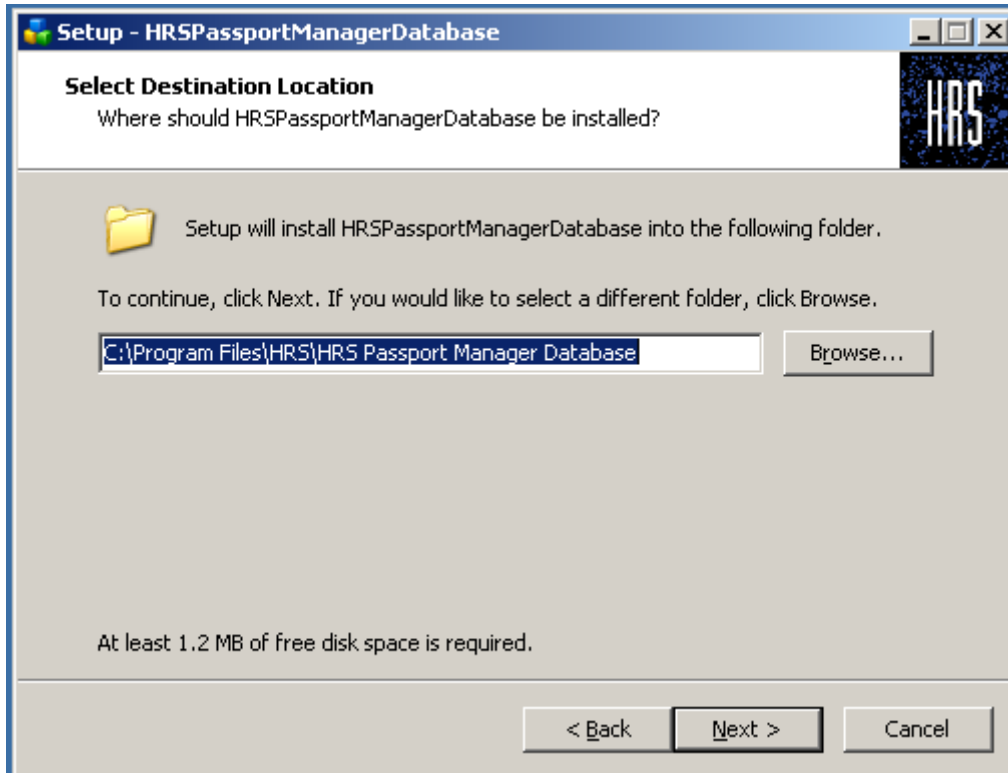 Setup - HRSPassportManagerDatabase
Select Destination Location
Where should HRSPassportManagerDatabase be installed?
HRS
Setup will install HRSPassportManagerDatabase into the following folder.
To continue, click Next. If you would like to select a different folder, click Browse.
C:\Program Files\HRS\HRS Passport Manager Database
Browse...
At least 1.2 MB of free disk space is required.
< Back
Next >
Cancel